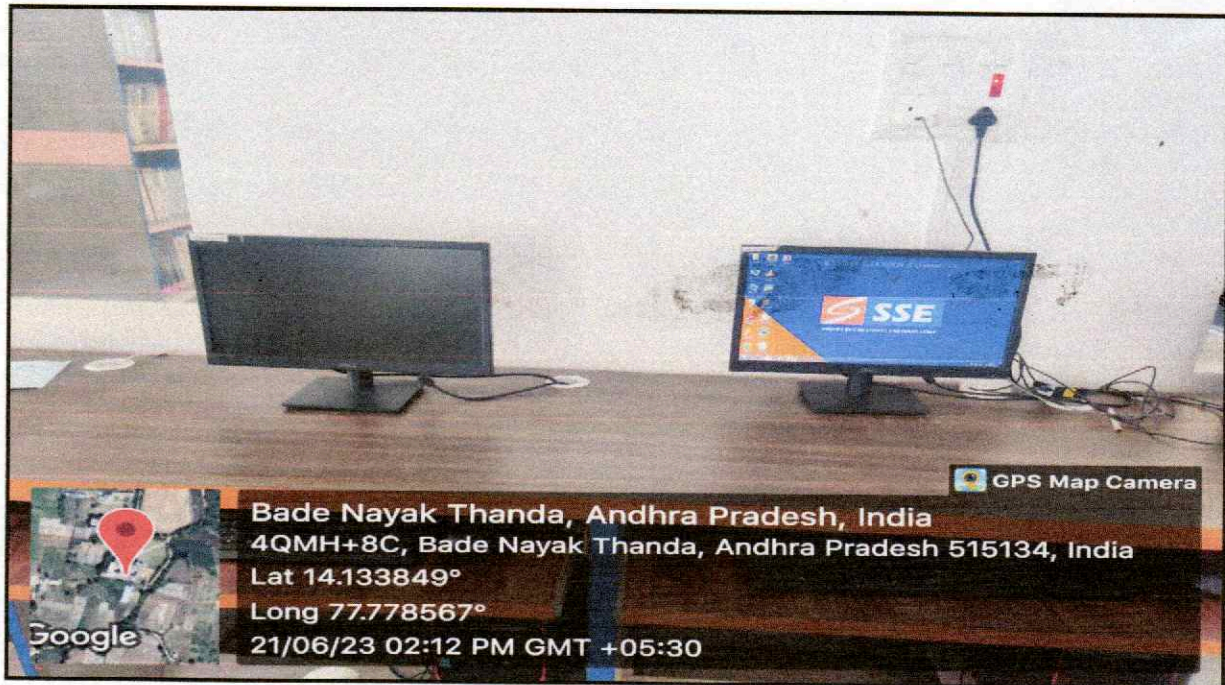 SSE
GPS Map Camera
Bade Nayak Thanda, Andhra Pradesh, India
4QMH+8C, Bade Nayak Thanda, Andhra Pradesh 515134, India
Lat 14.133849°
Long 77.778567°
21/06/23 02:12 PM GMT +05:30
Google